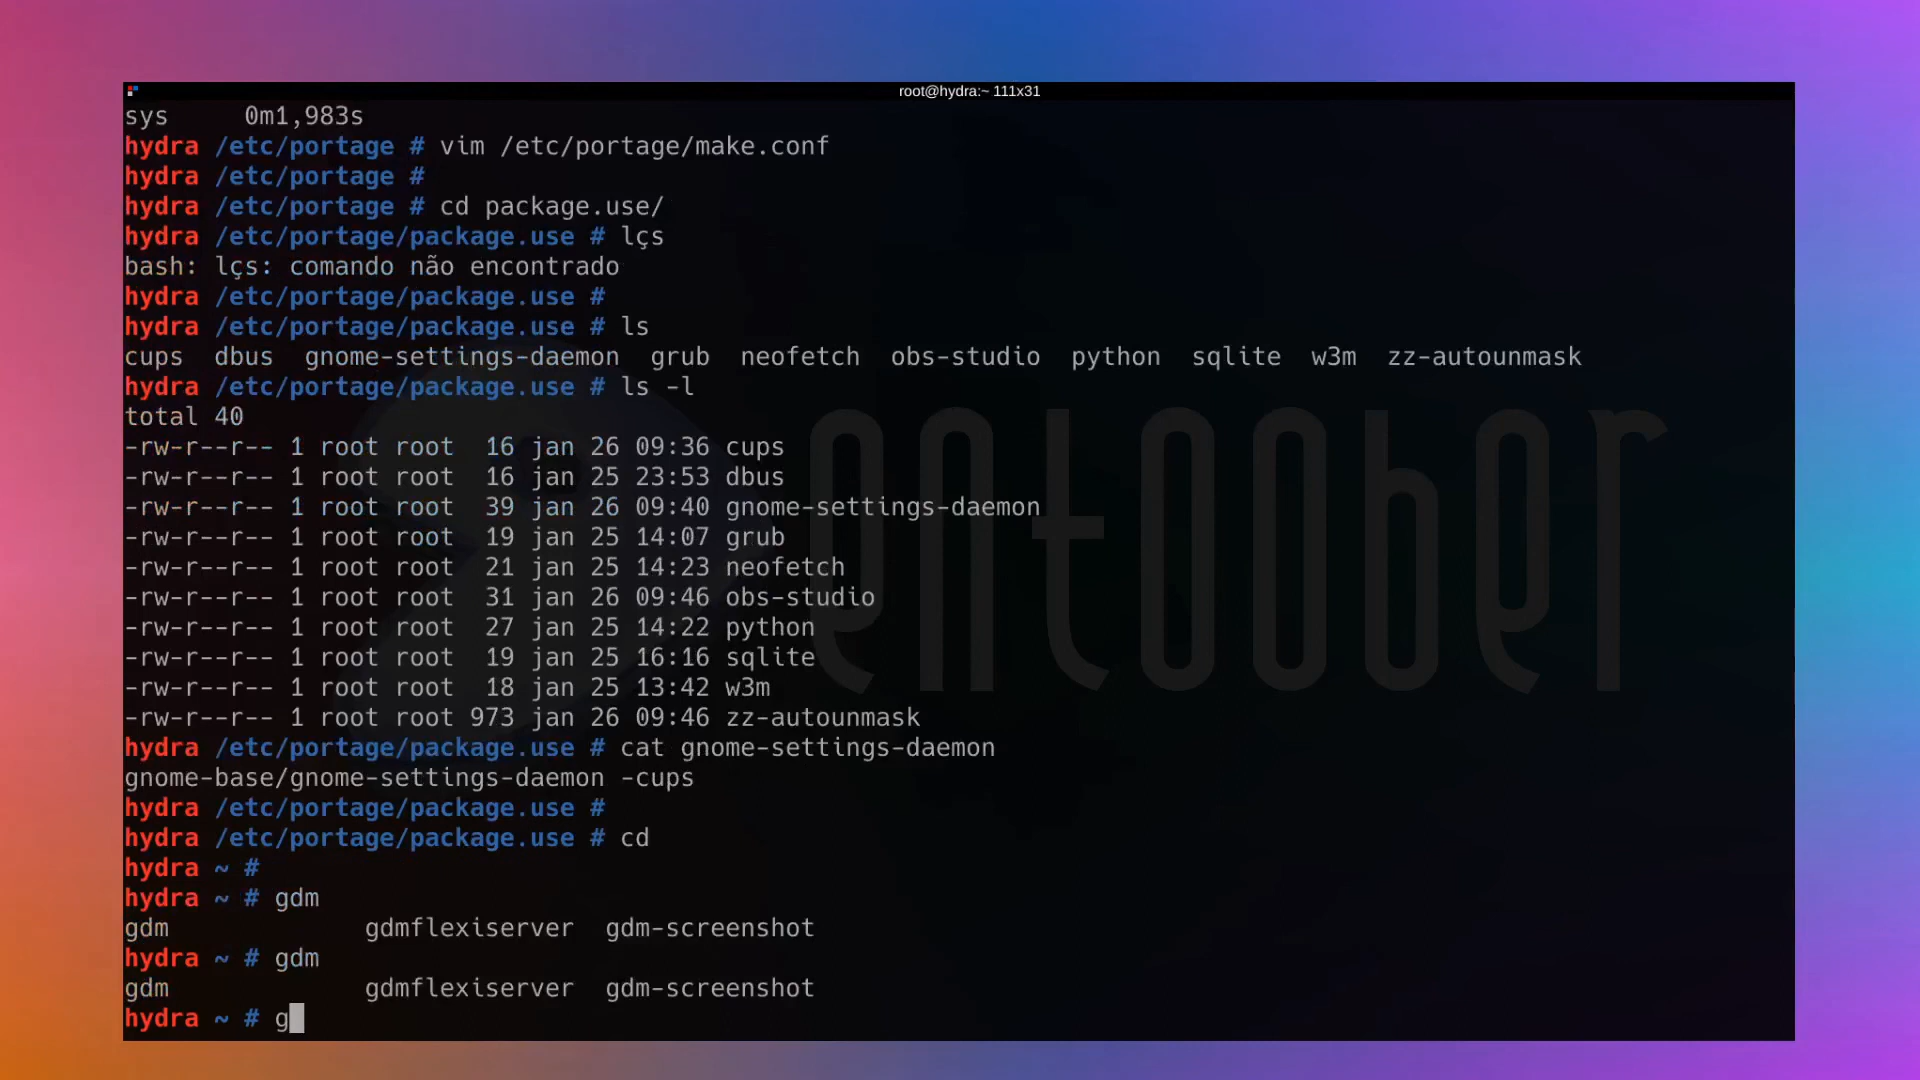 root@hydra:~ 111x31
sys     0m1,983s
hydra /etc/portage # vim /etc/portage/make.conf
hydra /etc/portage #
hydra /etc/portage # cd package.use/
hydra /etc/portage/package.use # lçs
bash: lçs: comando não encontrado
hydra /etc/portage/package.use #
hydra /etc/portage/package.use # ls
cups  dbus  gnome-settings-daemon  grub  neofetch  obs-studio  python  sqlite  w3m  zz-autounmask
hydra /etc/portage/package.use # ls -l
total 40
-rw-r--r-- 1 root root  16 jan 26 09:36 cups
-rw-r--r-- 1 root root  16 jan 25 23:53 dbus
-rw-r--r-- 1 root root  39 jan 26 09:40 gnome-settings-daemon
-rw-r--r-- 1 root root  19 jan 25 14:07 grub
-rw-r--r-- 1 root root  21 jan 25 14:23 neofetch
-rw-r--r-- 1 root root  31 jan 26 09:46 obs-studio
-rw-r--r-- 1 root root  27 jan 25 14:22 python
-rw-r--r-- 1 root root  19 jan 25 16:16 sqlite
-rw-r--r-- 1 root root  18 jan 25 13:42 w3m
-rw-r--r-- 1 root root 973 jan 26 09:46 zz-autounmask
hydra /etc/portage/package.use # cat gnome-settings-daemon
gnome-base/gnome-settings-daemon -cups
hydra /etc/portage/package.use #
hydra /etc/portage/package.use # cd
hydra ~ #
hydra ~ # gdm
gdm             gdmflexiserver  gdm-screenshot
hydra ~ # gdm
gdm             gdmflexiserver  gdm-screenshot
hydra ~ # g
entoober